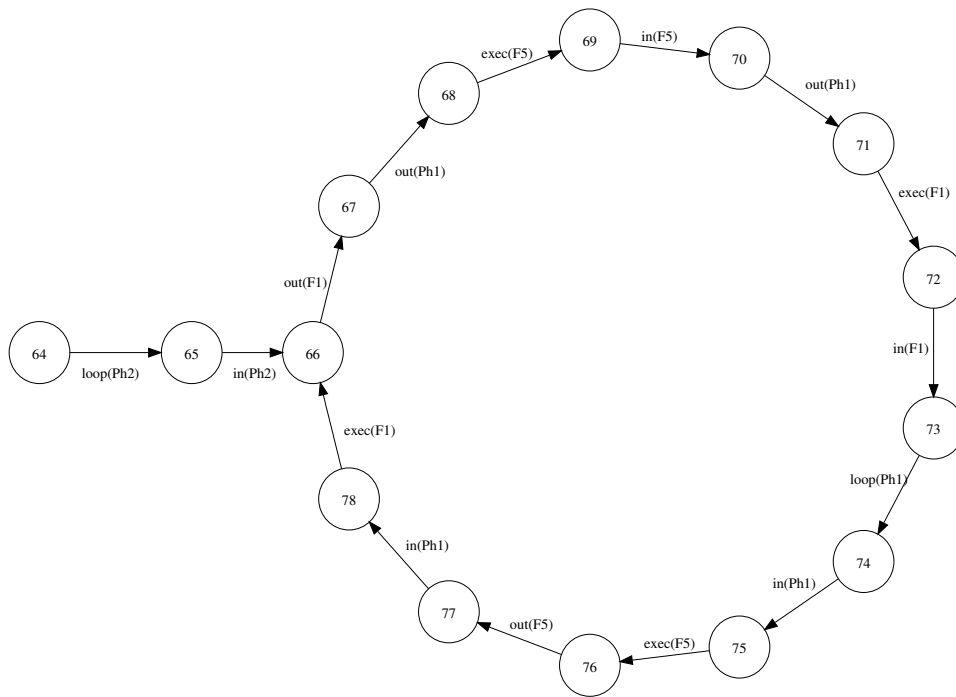 69
in(F5)
exec(F5)
70
68
out(Ph1)
71
out(Ph1)
exec(F1)
67
72
out(F1)
64
65
66
in(F1)
loop(Ph2)
in(Ph2)
73
exec(F1)
loop(Ph1)
78
in(Ph1)
74
in(Ph1)
77
out(F5)
exec(F5)
75
76